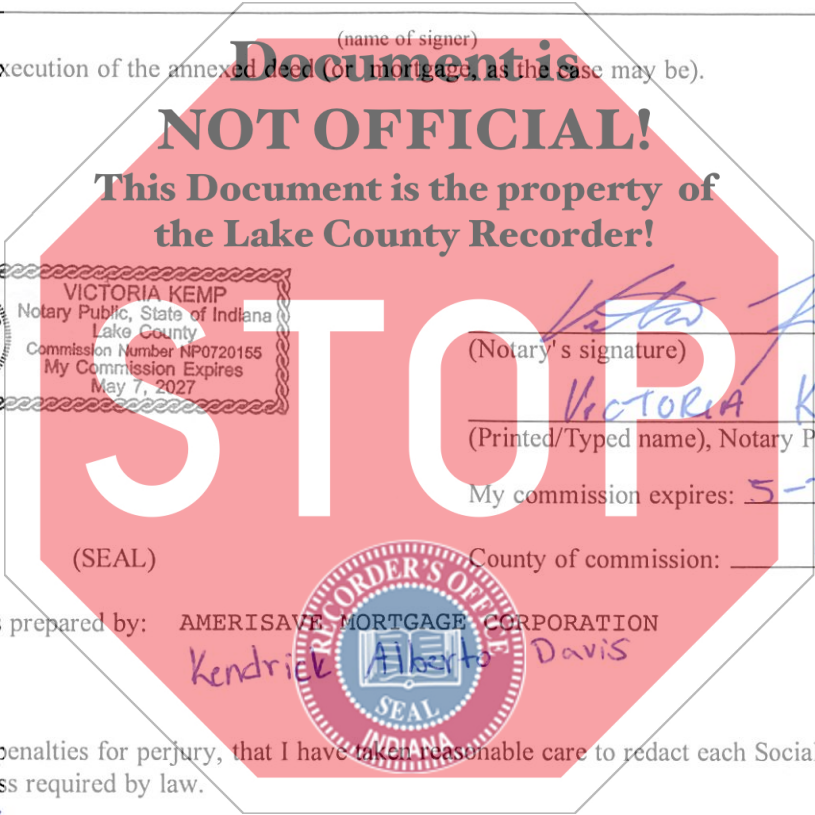 (name of signer)
xecution of the annexed deed (or mortgage, as the case may be).
Document is
NOT OFFICIAL!
This Document is the property of
the Lake County Recorder!
STOP
VICTORIA KEMP
Notary Public, State of Indiana
Lake County
Commission Number NP0720155
My Commission Expires
May 7, 2027
(Notary's signature)
VICTORIA K
(Printed/Typed name), Notary P
My commission expires: 5-
(SEAL)
County of commission:
prepared by: AMERISAVE MORTGAGE CORPORATION
Kendrick Alberto Davis
RECORDER'S OFFICE
SEAL
INDIANA
penalties for perjury, that I have taken reasonable care to redact each Social
ss required by law.